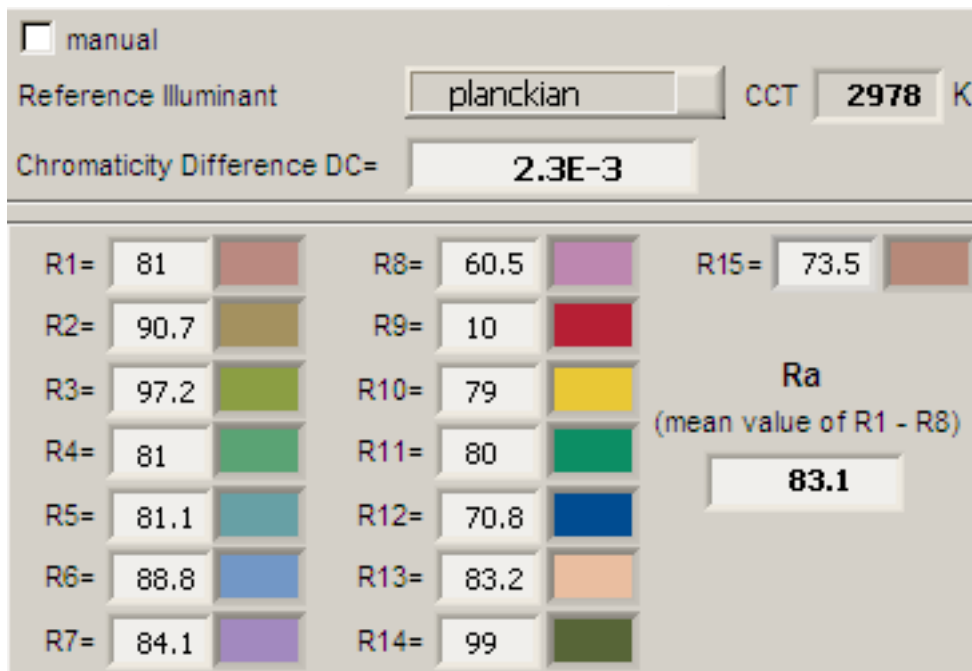 manual
Reference Illuminant planckian CCT 2978 K
Chromaticity Difference DC= 2.3E-3
R1= 81 R8= 60.5 R15= 73.5
R2= 90.7 R9= 10
R3= 97.2 R10= 79 Ra
R4= 81 R11= 80 (mean value of R1 - R8)
R5= 81.1 R12= 70.8 83.1
R6= 88.8 R13= 83.2
R7= 84.1 R14= 99